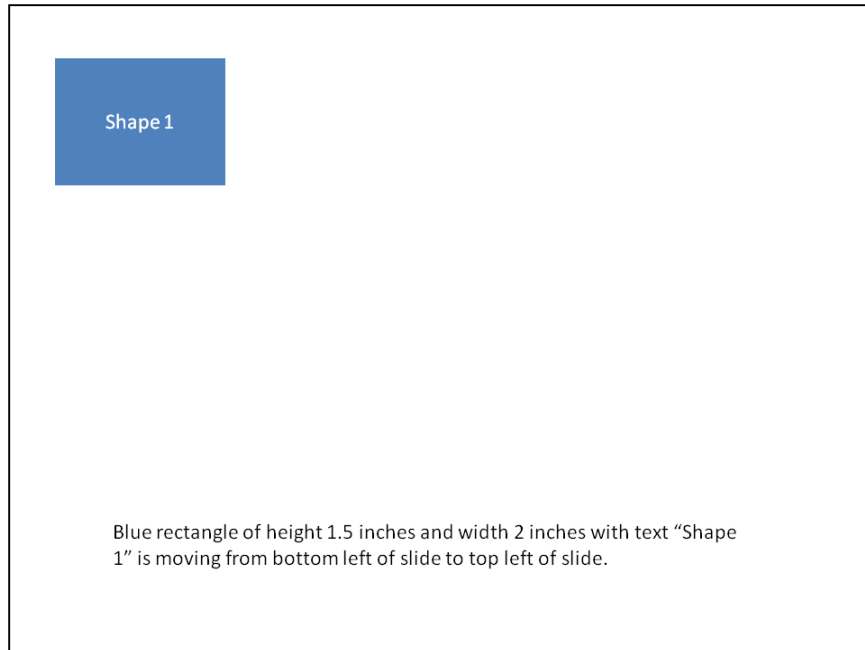 Shape 1
Blue rectangle of height 1.5 inches and width 2 inches with text “Shape
1” is moving from bottom left of slide to top left of slide.